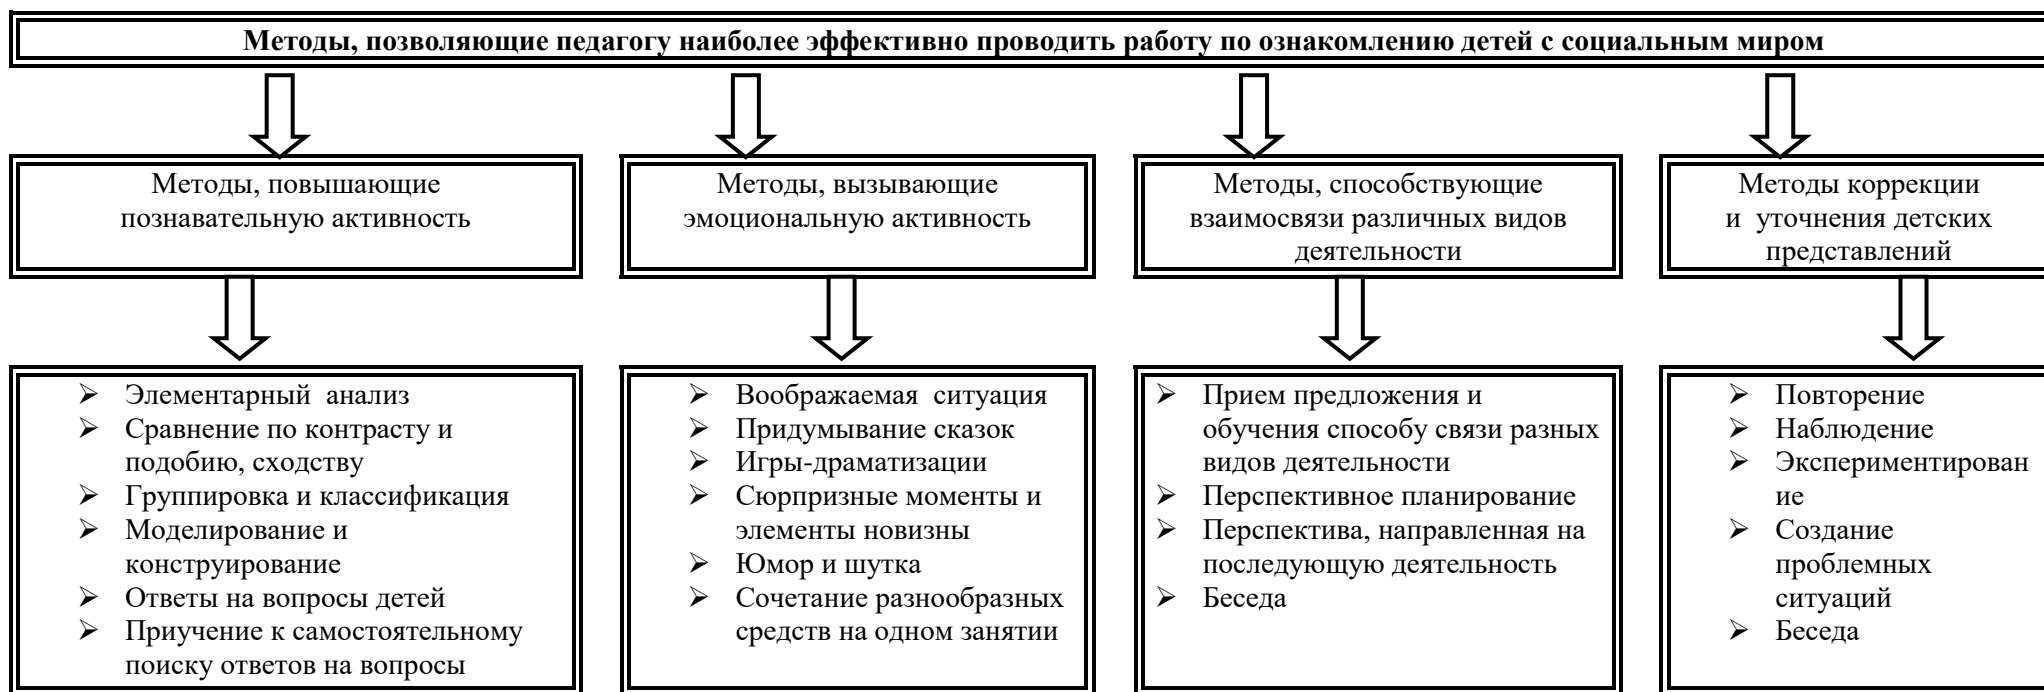 Методы, позволяющие педагогу наиболее эффективно проводить работу по ознакомлению детей с социальным миром
Методы, повышающие
познавательную активность
Методы, вызывающие
эмоциональную активность
Методы, способствующие
взаимосвязи различных видов
деятельности
Методы коррекции
и уточнения детских
представлений
➢ Элементарный анализ
➢ Сравнение по контрасту и
подобию, сходству
➢ Группировка и классификация
➢ Моделирование и
конструирование
➢ Ответы на вопросы детей
➢ Приучение к самостоятельному
поиску ответов на вопросы
➢ Воображаемая ситуация
➢ Придумывание сказок
➢ Игры-драматизации
➢ Сюрпризные моменты и
элементы новизны
➢ Юмор и шутка
➢ Сочетание разнообразных
средств на одном занятии
➢ Прием предложения и
обучения способу связи разных
видов деятельности
➢ Перспективное планирование
➢ Перспектива, направленная на
последующую деятельность
➢ Беседа
➢ Повторение
➢ Наблюдение
➢ Экспериментирован
ие
➢ Создание
проблемных
ситуаций
➢ Беседа